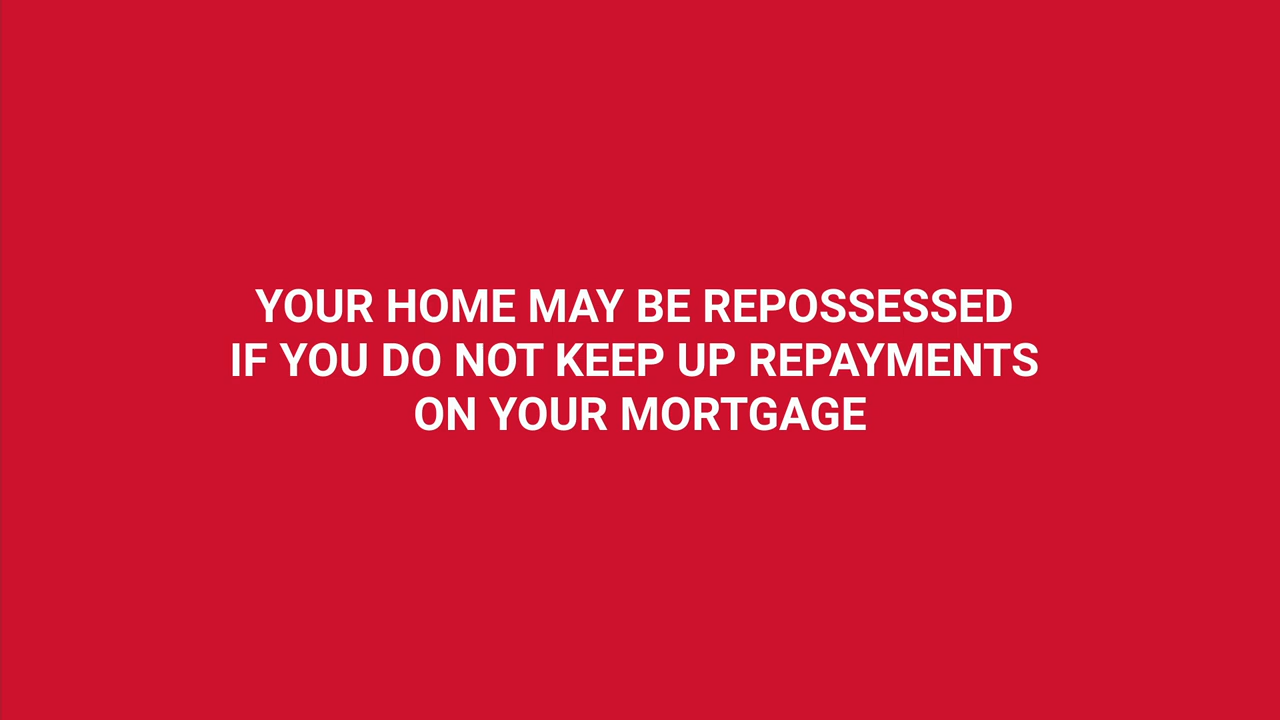 YOUR HOME MAY BE REPOSSESSED
IF YOU DO NOT KEEP UP REPAYMENTS
ON YOUR MORTGAGE